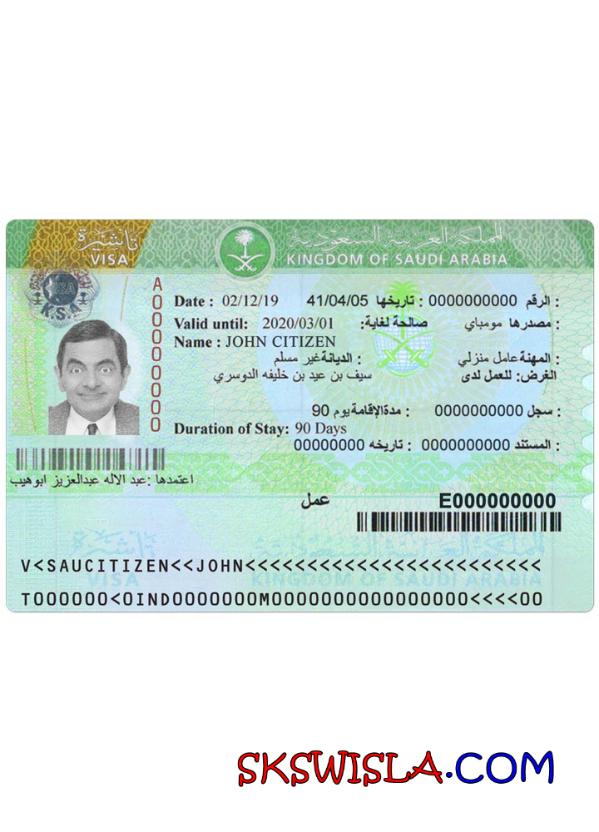 تأشيرة
VISA
المملكة العربية السعودية
KINGDOM OF SAUDI ARABIA
K.S.A
A00000000
Date : 02/12/19 41/04/05 : الرقم : 0000000000 تاريخها
Valid until: 2020/03/01 صالحة لغاية: مصدرها مومباي :
Name : JOHN CITIZEN
المهنة عامل منزلي : الديانة غير مسلم :
الغرض: للعمل لدى سيف بن عيد بن خليفه الدوسري
سجل 0000000000 : مدة الإقامة يوم 90 :
Duration of Stay: 90 Days
المستند 0000000000 : تاريخه 00000000 :
اعتمدها :عبد الاله عبدالعزيز ابوهيب
عمل E000000000
تأشيرة
VISA
المملكة العربية السعودية
KINGDOM OF SAUDI ARABIA
V<SAUCITIZEN<<JOHN<<<<<<<<<<<<<<<<<<<<<<<<
T000000<0IND0000000M0000000000000000<<<<00
SKSWISLA.COM